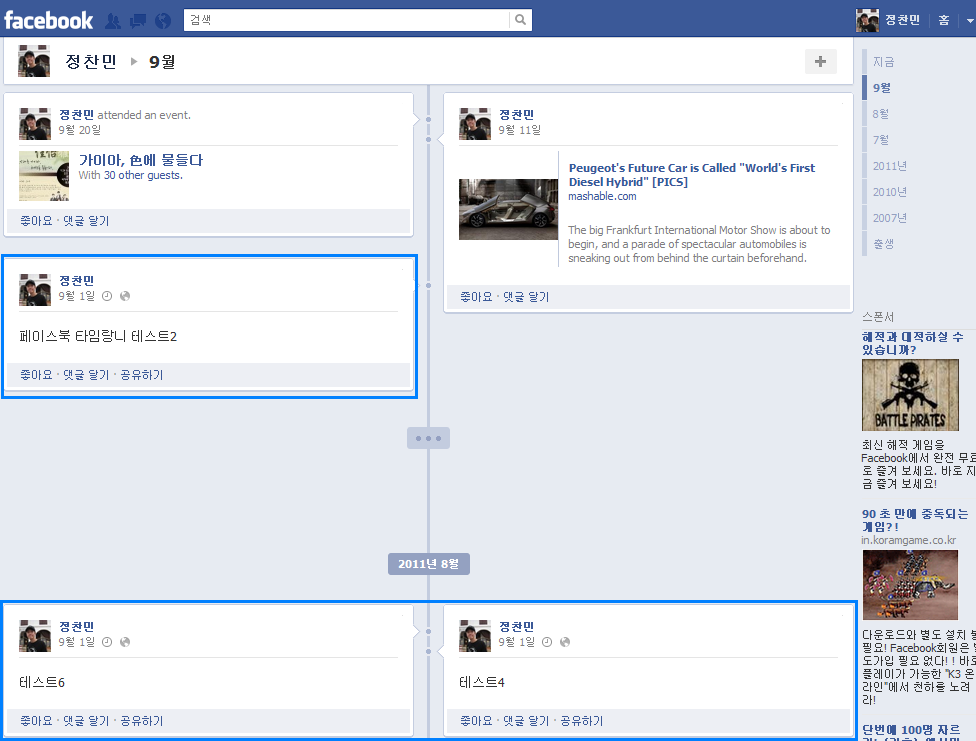 facebook
검색
정찬민
홈
정찬민 ▸ 9월
+
정찬민 attended an event.
9월 20일
가이아, 色에 물들다
With 30 other guests.
좋아요 · 댓글 달기
정찬민
9월 1일
페이스북 타임랑니 테스트2
좋아요 · 댓글 달기 · 공유하기
정찬민
9월 11일
Peugeot's Future Car is Called "World's First
Diesel Hybrid" [PICS]
mashable.com
The big Frankfurt International Motor Show is about to
begin, and a parade of spectacular automobiles is
sneaking out from behind the curtain beforehand.
좋아요 · 댓글 달기
2011년 8월
정찬민
9월 1일
테스트6
좋아요 · 댓글 달기 · 공유하기
정찬민
9월 1일
테스트4
좋아요 · 댓글 달기 · 공유하기
지금
9월
8월
7월
2011년
2010년
2007년
출생
스폰서
해적과 대적하실 수
있습니까?
BATTLE PIRATES
최신 해적 게임을
Facebook에서 완전 무료
로 즐겨 보세요. 바로 지
금 즐겨 보세요!
90 초 만에 중독되는
게임?!
in.koramgame.co.kr
다운로드와 별도 설치
필요! Facebook회원은
도가입 필요 없다! ! 바로
플레이가 가능한 "K3 온
라인"에서 천하를 노려
라!
단번에 100명 자르